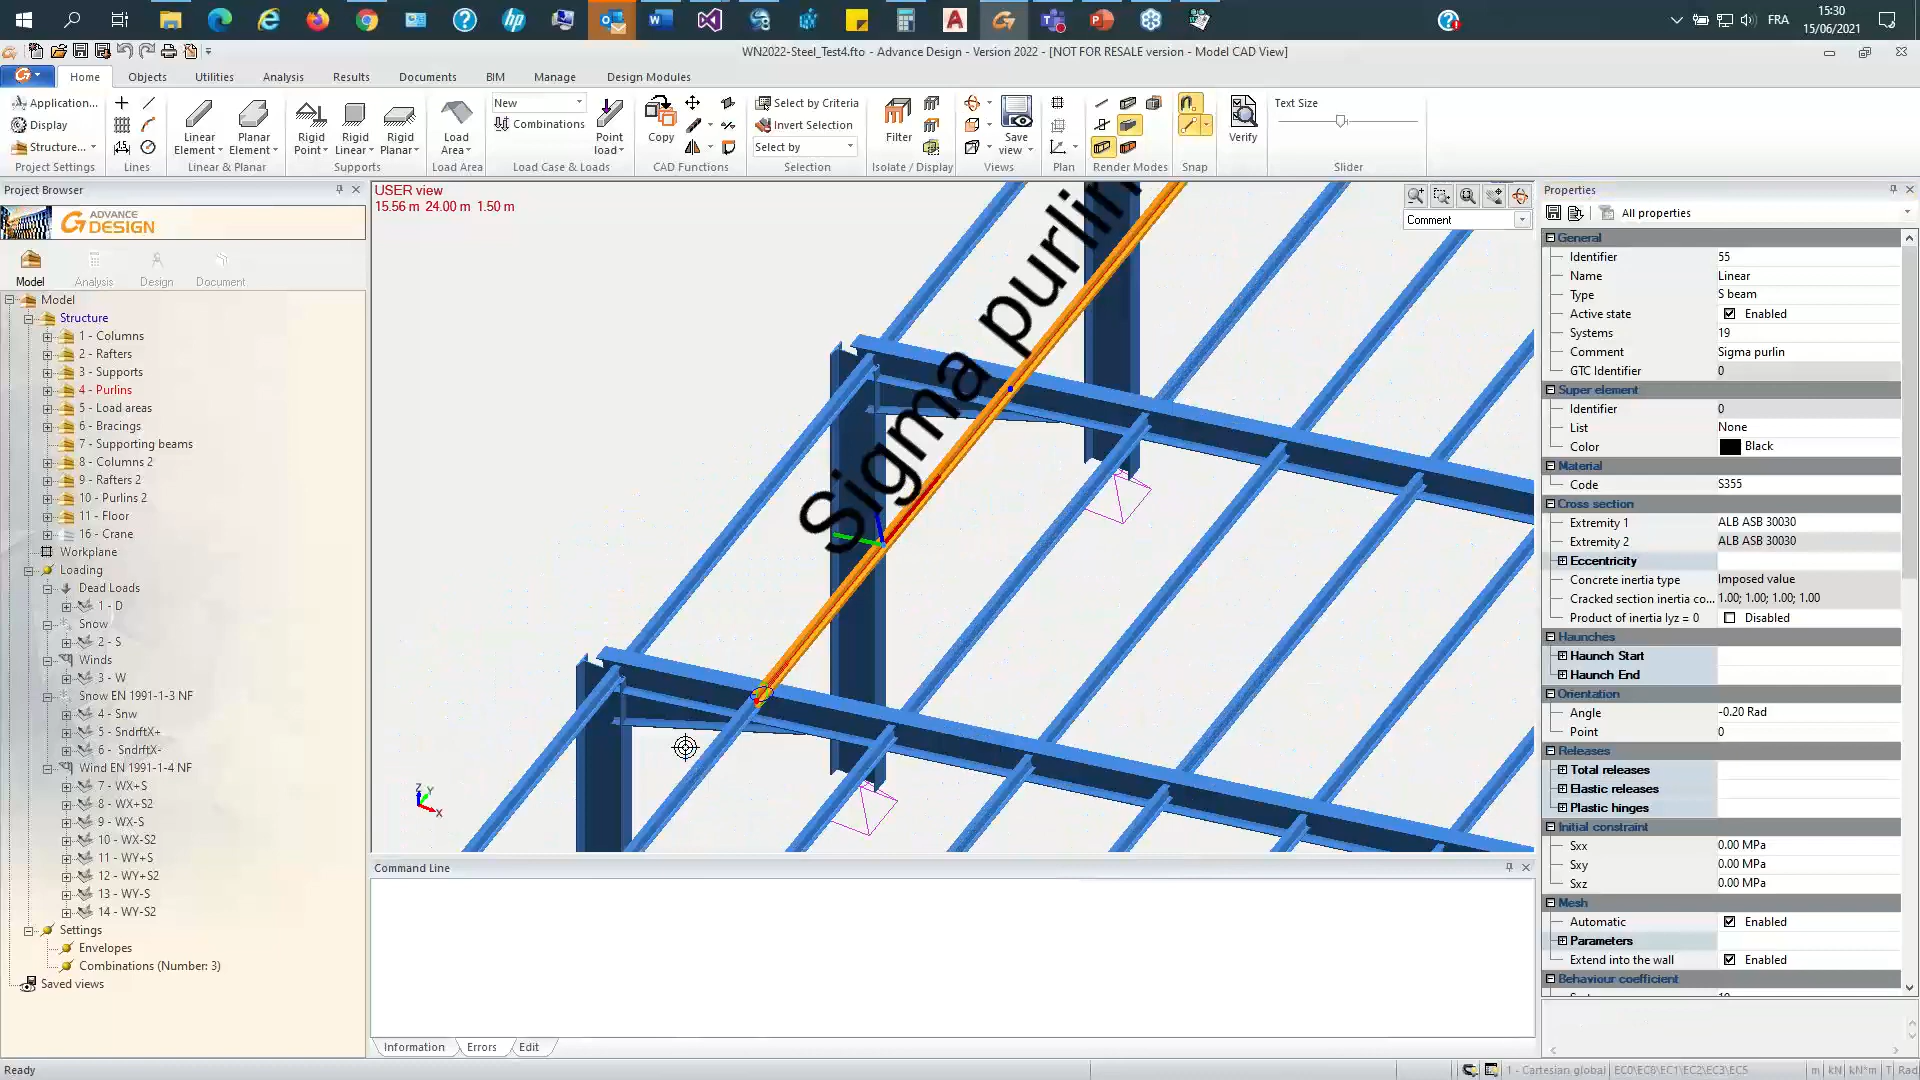 FRA
15:30
15/06/2021
WN2022-Steel_Test4.fto - Advance Design - Version 2022 - [NOT FOR RESALE version - Model CAD View]
Home
Objects
Utilities
Analysis
Results
Documents
BIM
Manage
Design Modules
Application...
Display
Structure...
Project Settings
Lines
Linear Element
Planar Element
Linear & Planar
Rigid Point
Rigid Linear
Rigid Planar
Supports
Load Area
Load Area
New
Combinations
Point load
Load Case & Loads
Copy
CAD Functions
Select by Criteria
Invert Selection
Select by
Selection
Filter
Isolate / Display
Save view
Views
Plan
Render Modes
Snap
Verify
Text Size
Slider
Project Browser
ADVANCE
DESIGN
Model
Analysis
Design
Document
Model
Structure
1 - Columns
2 - Rafters
3 - Supports
4 - Purlins
5 - Load areas
6 - Bracings
7 - Supporting beams
8 - Columns 2
9 - Rafters 2
10 - Purlins 2
11 - Floor
16 - Crane
Workplane
Loading
Dead Loads
1 - D
Snow
2 - S
Winds
3 - W
Snow EN 1991-1-3 NF
4 - Snw
5 - SndrftX+
6 - SndrftX-
Wind EN 1991-1-4 NF
7 - WX+S
8 - WX+S2
9 - WX-S
10 - WX-S2
11 - WY+S
12 - WY+S2
13 - WY-S
14 - WY-S2
Settings
Envelopes
Combinations (Number: 3)
Saved views
USER view
15.56 m 24.00 m 1.50 m
Comment
Sigma purlin
Z
Y
X
Command Line
Information
Errors
Edit
Properties
All properties
General
Identifier 55
Name Linear
Type S beam
Active state Enabled
Systems 19
Comment Sigma purlin
GTC Identifier 0
Super element
Identifier 0
List None
Color Black
Material
Code S355
Cross section
Extremity 1 ALB ASB 30030
Extremity 2 ALB ASB 30030
Eccentricity
Concrete inertia type Imposed value
Cracked section inertia co... 1.00; 1.00; 1.00; 1.00
Product of inertia Iyz = 0 Disabled
Haunches
Haunch Start
Haunch End
Orientation
Angle -0.20 Rad
Point 0
Releases
Total releases
Elastic releases
Plastic hinges
Initial constraint
Sxx 0.00 MPa
Sxy 0.00 MPa
Sxz 0.00 MPa
Mesh
Automatic Enabled
Parameters
Extend into the wall Enabled
Behaviour coefficient
Ready
1 - Cartesian global
EC0\EC8\EC1\EC2\EC3\EC5
m
kN
kN*m
T
Rad